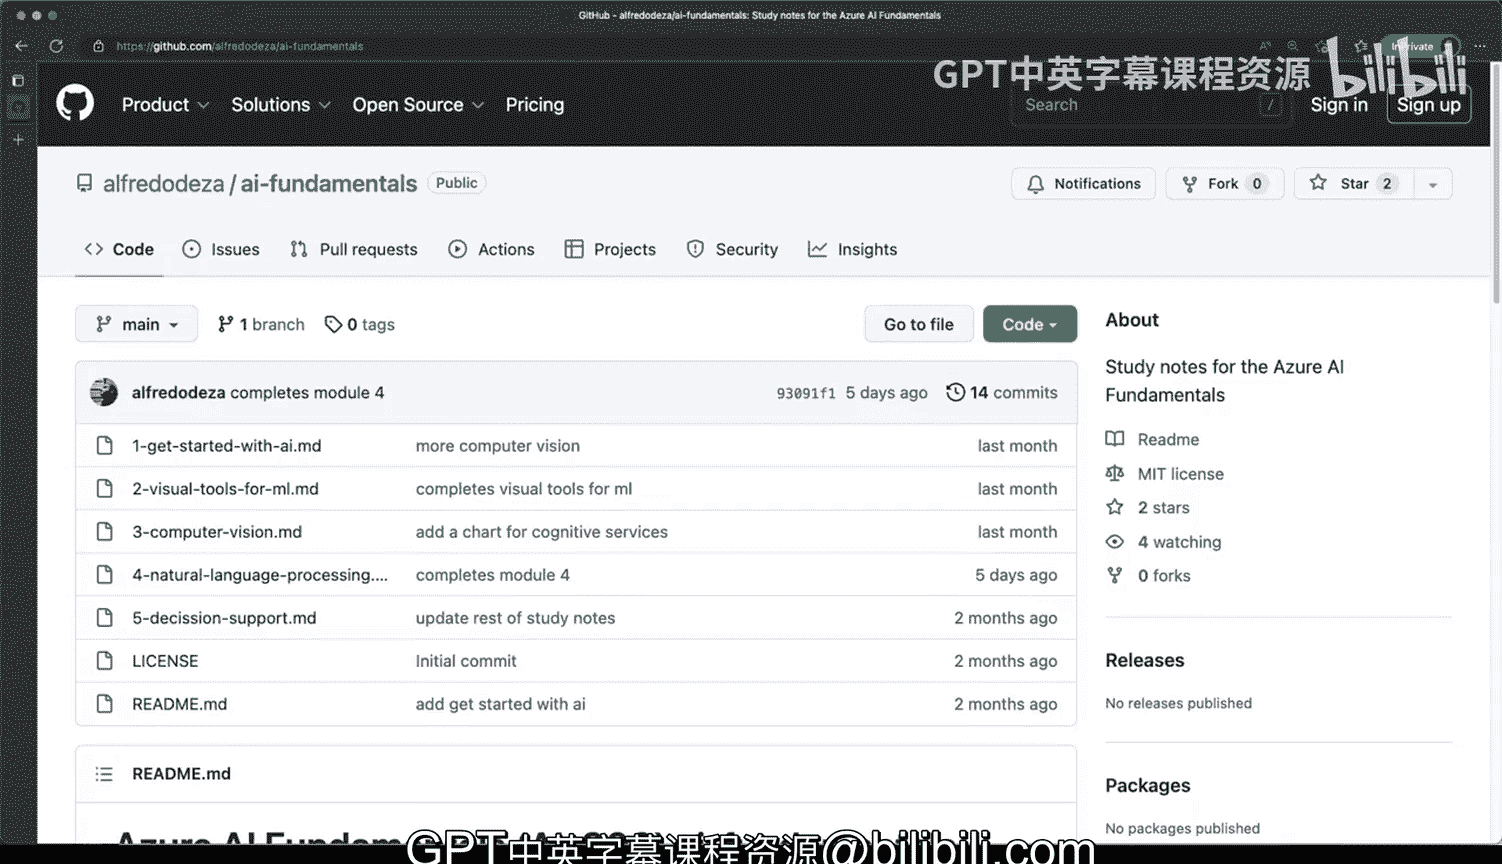 GitHub - alfredodeza/ai-fundamentals: Study notes for the Azure AI Fundamentals
https://github.com/alfredodeza/ai-fundamentals
InPrivate
GPT中英字幕课程资源 bilibili
Product Solutions Open Source Pricing Search / Sign in Sign up
alfredodeza / ai-fundamentals Public Notifications Fork 0 Star 2
Code Issues Pull requests Actions Projects Security Insights
main 1 branch 0 tags Go to file Code
alfredodeza completes module 4 93091f1 5 days ago 14 commits
1-get-started-with-ai.md more computer vision last month
2-visual-tools-for-ml.md completes visual tools for ml last month
3-computer-vision.md add a chart for cognitive services last month
4-natural-language-processing.... completes module 4 5 days ago
5-decission-support.md update rest of study notes 2 months ago
LICENSE Initial commit 2 months ago
README.md add get started with ai 2 months ago
README.md
About
Study notes for the Azure AI
Fundamentals
Readme
MIT license
2 stars
4 watching
0 forks
Releases
No releases published
Packages
No packages published
Azure AI
GPT中英字幕课程资源@bilibili.com